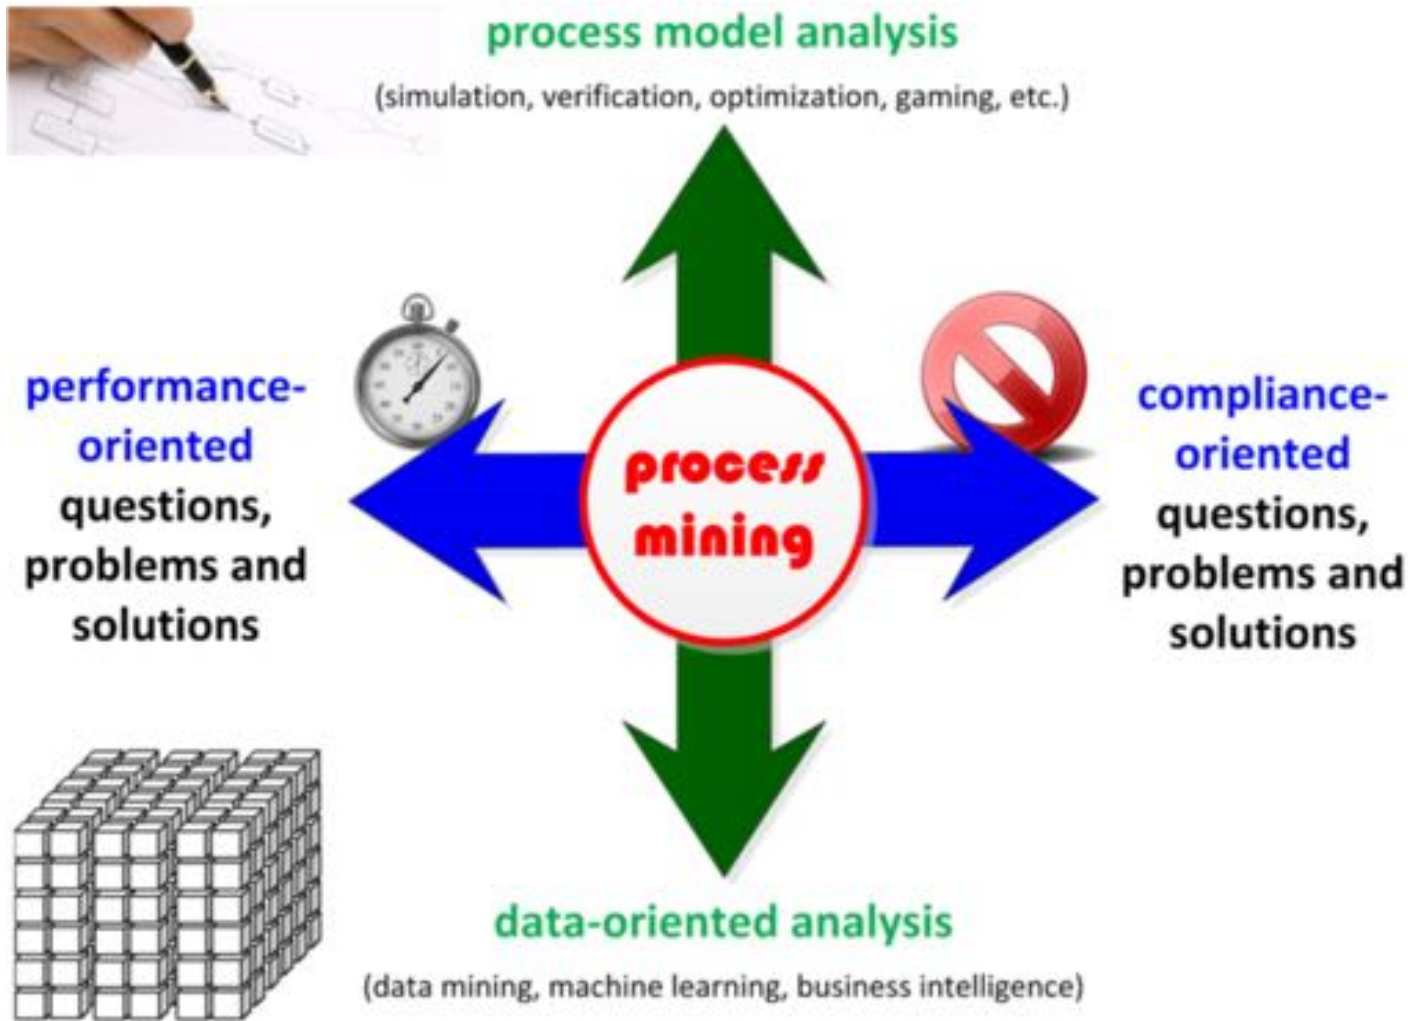 process model analysis
(simulation, verification, optimization, gaming, etc.)
performance-
oriented
questions,
problems and
solutions
process
mining
compliance-
oriented
questions,
problems and
solutions
data-oriented analysis
(data mining, machine learning, business intelligence)